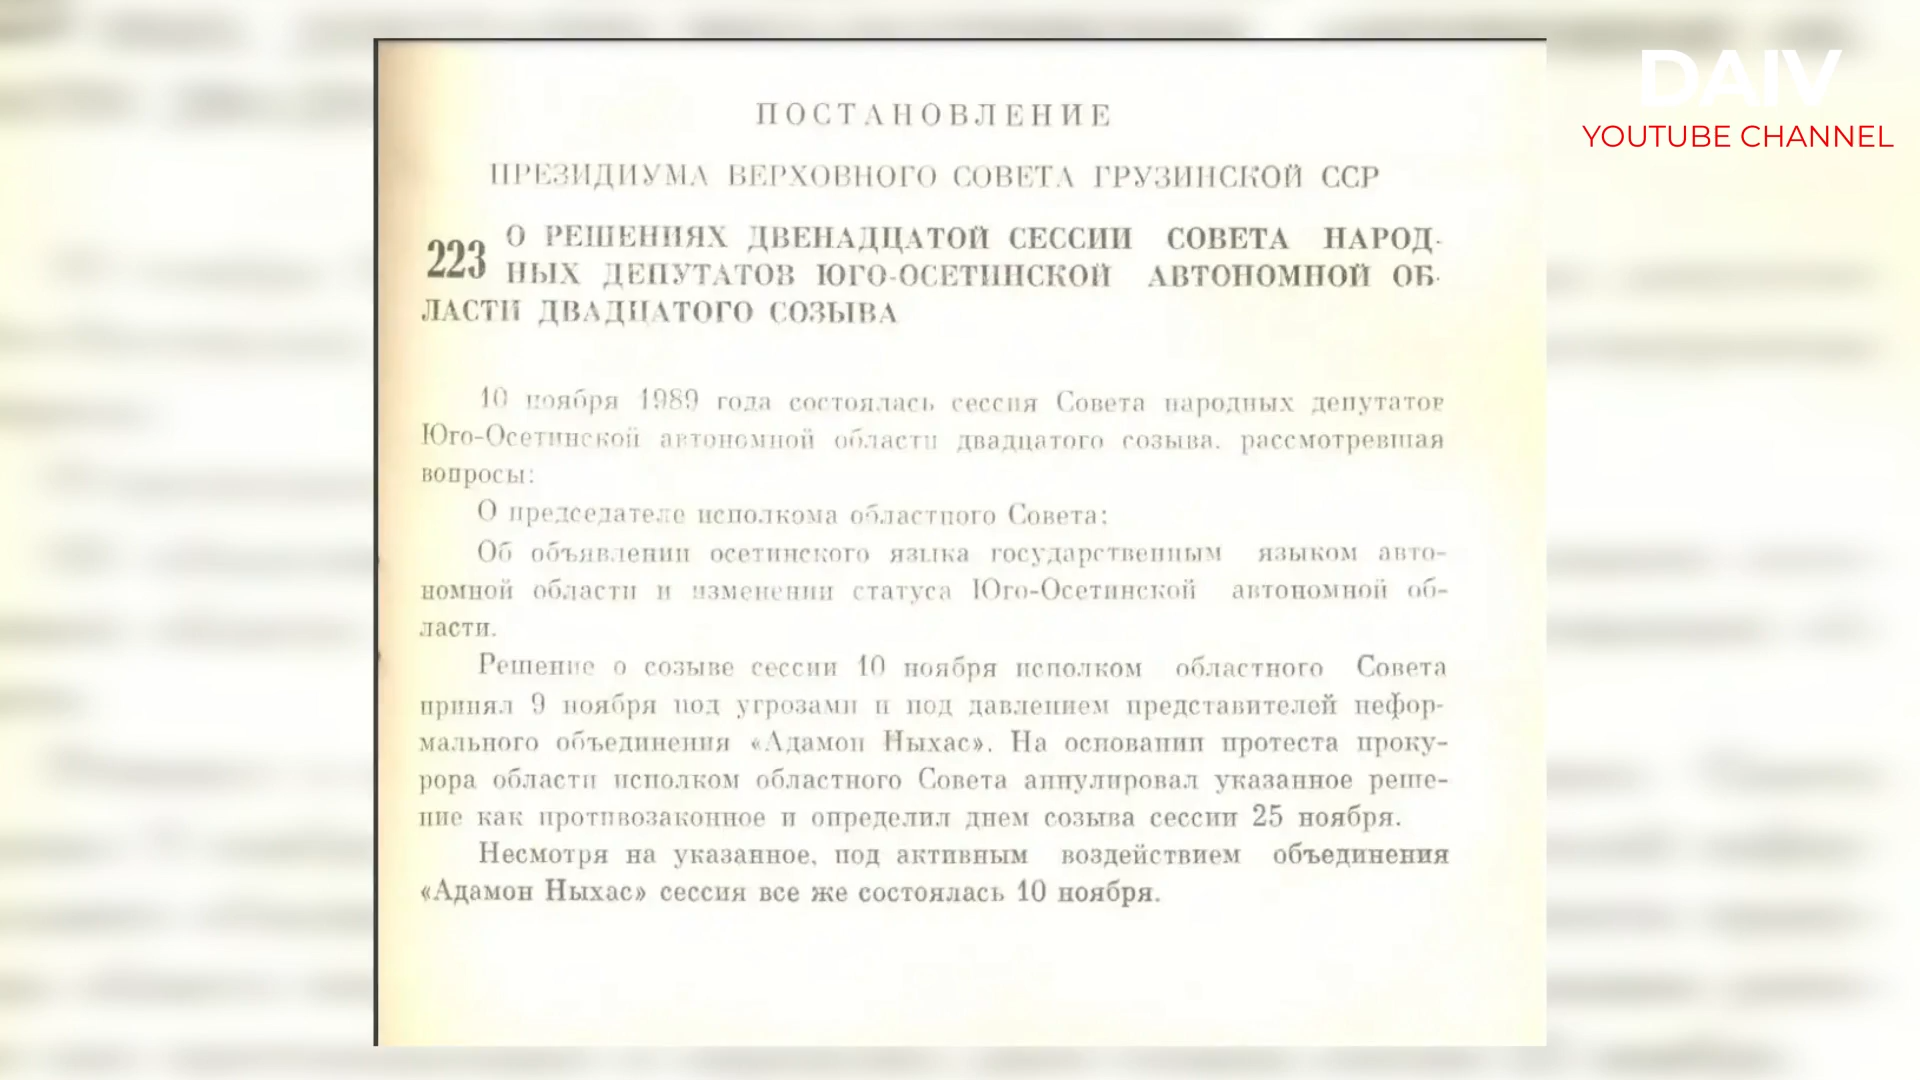 DAIV
YOUTUBE CHANNEL
ПОСТАНОВЛЕНИЕ
ПРЕЗИДИУМА ВЕРХОВНОГО СОВЕТА ГРУЗИНСКОЙ ССР
223 О РЕШЕНИЯХ ДВЕНАДЦАТОЙ СЕССИИ СОВЕТА НАРОД-
НЫХ ДЕПУТАТОВ ЮГО-ОСЕТИНСКОЙ АВТОНОМНОЙ ОБ-
ЛАСТИ ДВАДЦАТОГО СОЗЫВА
10 ноября 1989 года состоялась сессия Совета народных депутатов
Юго-Осетинской автономной области двадцатого созыва, рассмотревшая
вопросы:
О председателе исполкома областного Совета;
Об объявлении осетинского языка государственным языком авто-
номной области и изменении статуса Юго-Осетинской автономной об-
ласти.
Решение о созыве сессии 10 ноября исполком областного Совета
принял 9 ноября под угрозами и под давлением представителей нефор-
мального объединения «Адамон Ныхас». На основании протеста проку-
рора области исполком областного Совета аннулировал указанное реше-
ние как противозаконное и определил днем созыва сессии 25 ноября.
Несмотря на указанное, под активным воздействием объединения
«Адамон Ныхас» сессия все же состоялась 10 ноября.